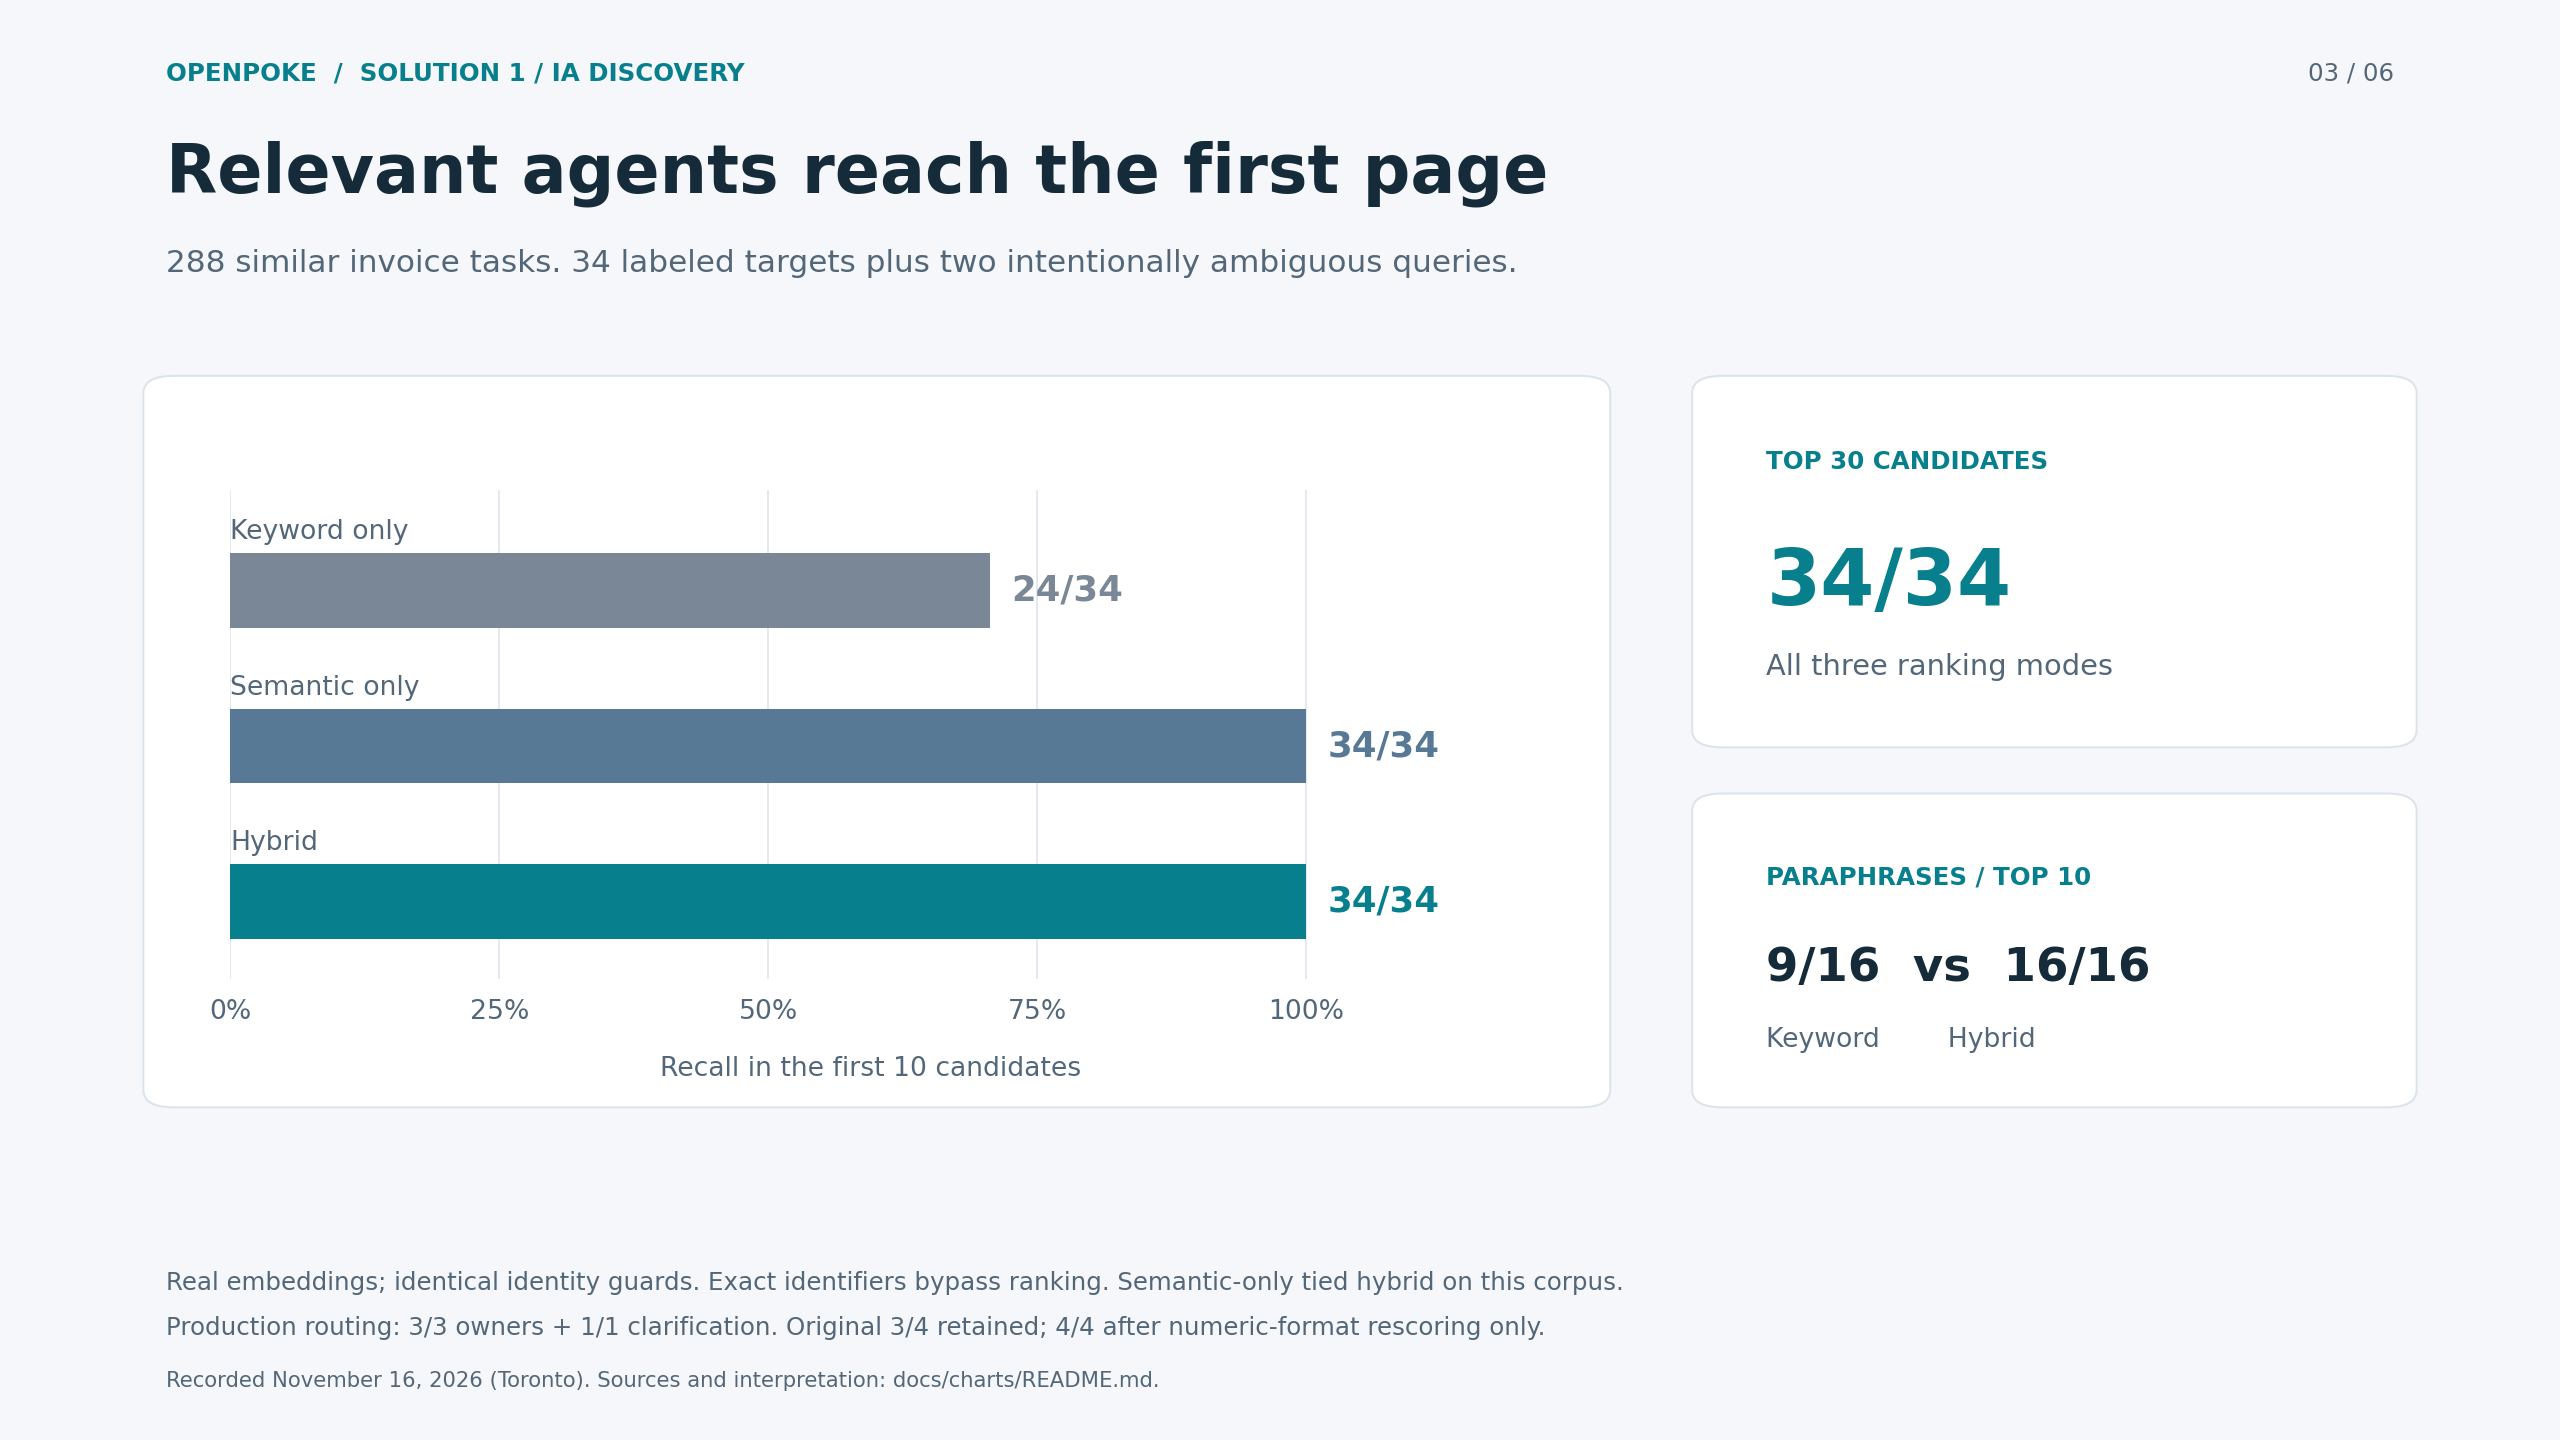 OPENPOKE / SOLUTION 1 / IA DISCOVERY
03 / 06
Relevant agents reach the first page
288 similar invoice tasks. 34 labeled targets plus two intentionally ambiguous queries.
Keyword only
24/34
Semantic only
34/34
Hybrid
34/34
0% 25% 50% 75% 100%
Recall in the first 10 candidates
TOP 30 CANDIDATES
34/34
All three ranking modes
PARAPHRASES / TOP 10
9/16 vs 16/16
Keyword Hybrid
Real embeddings; identical identity guards. Exact identifiers bypass ranking. Semantic-only tied hybrid on this corpus.
Production routing: 3/3 owners + 1/1 clarification. Original 3/4 retained; 4/4 after numeric-format rescoring only.
Recorded November 16, 2026 (Toronto). Sources and interpretation: docs/charts/README.md.